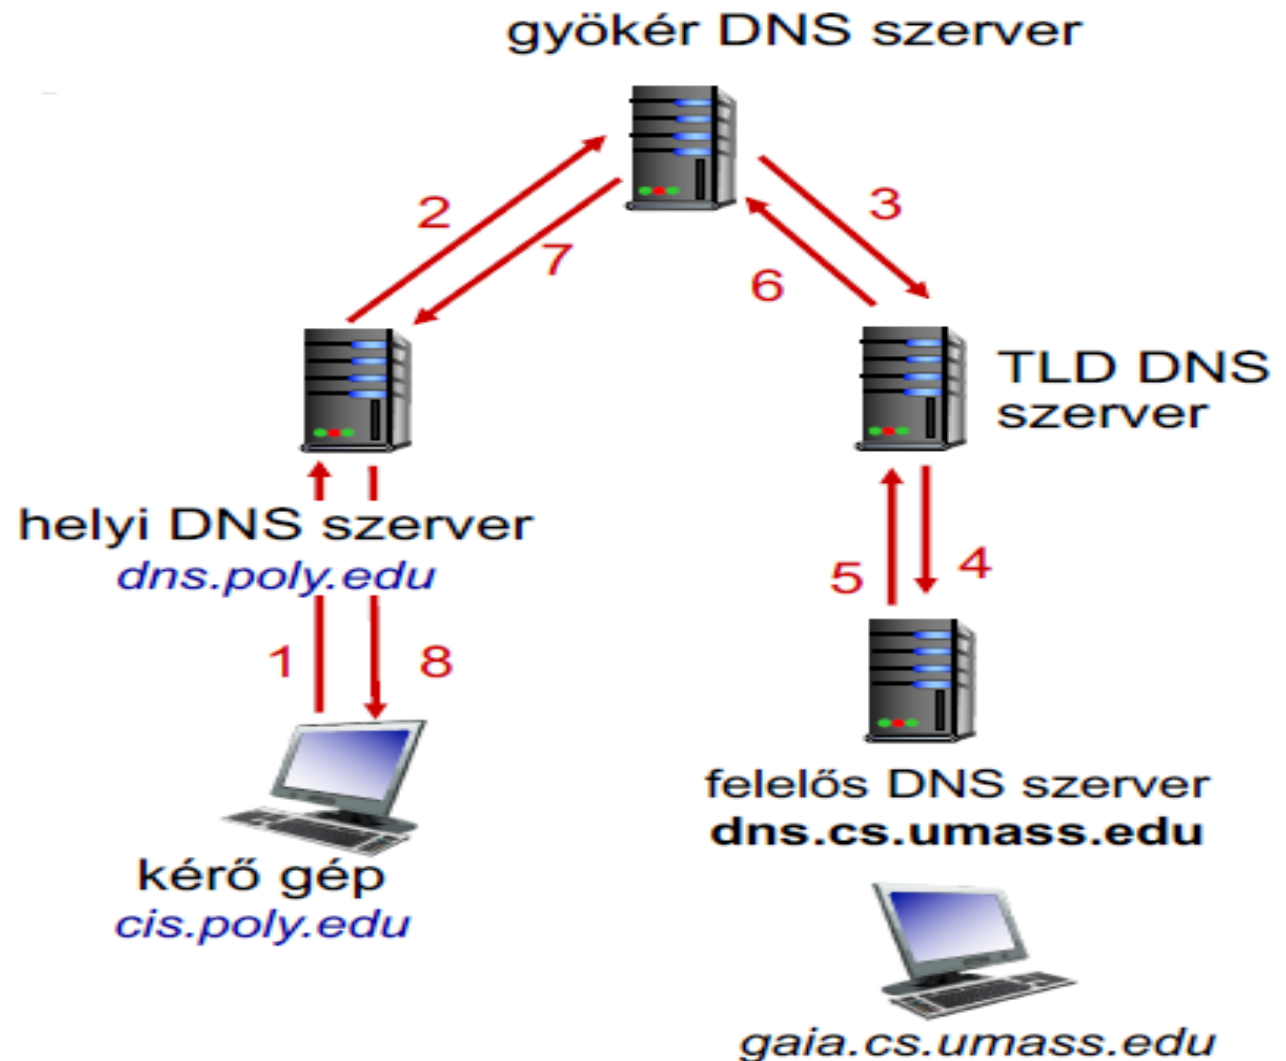 gyökér DNS szerver
2
7
3
6
TLD DNS
szerver
helyi DNS szerver
dns.poly.edu
5
4
1
8
felelős DNS szerver
dns.cs.umass.edu
kérő gép
cis.poly.edu
gaia.cs.umass.edu